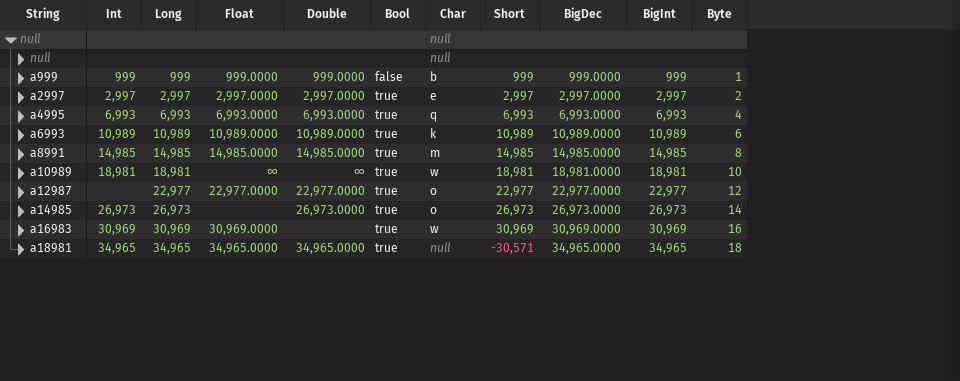 String Int Long Float Double Bool Char Short BigDec BigInt Byte
null null
null null
a999 999 999 999.0000 999.0000 false b 999 999.0000 999 1
a2997 2,997 2,997 2,997.0000 2,997.0000 true e 2,997 2,997.0000 2,997 2
a4995 6,993 6,993 6,993.0000 6,993.0000 true q 6,993 6,993.0000 6,993 4
a6993 10,989 10,989 10,989.0000 10,989.0000 true k 10,989 10,989.0000 10,989 6
a8991 14,985 14,985 14,985.0000 14,985.0000 true m 14,985 14,985.0000 14,985 8
a10989 18,981 18,981 ∞ ∞ true w 18,981 18,981.0000 18,981 10
a12987 22,977 22,977.0000 22,977.0000 true o 22,977 22,977.0000 22,977 12
a14985 26,973 26,973 26,973.0000 true o 26,973 26,973.0000 26,973 14
a16983 30,969 30,969 30,969.0000 true w 30,969 30,969.0000 30,969 16
a18981 34,965 34,965 34,965.0000 34,965.0000 true null -30,571 34,965.0000 34,965 18